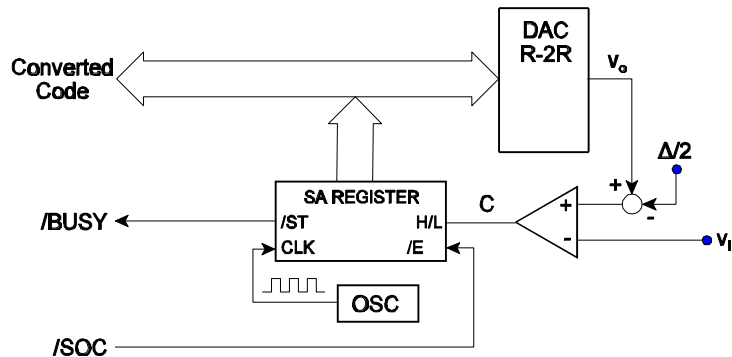 DAC
R-2R
Converted
Code
Vo
Δ/2
+
-
SA REGISTER
/BUSY
/ST
H/L
C
+
-
CLK
/E
VI
OSC
/SOC